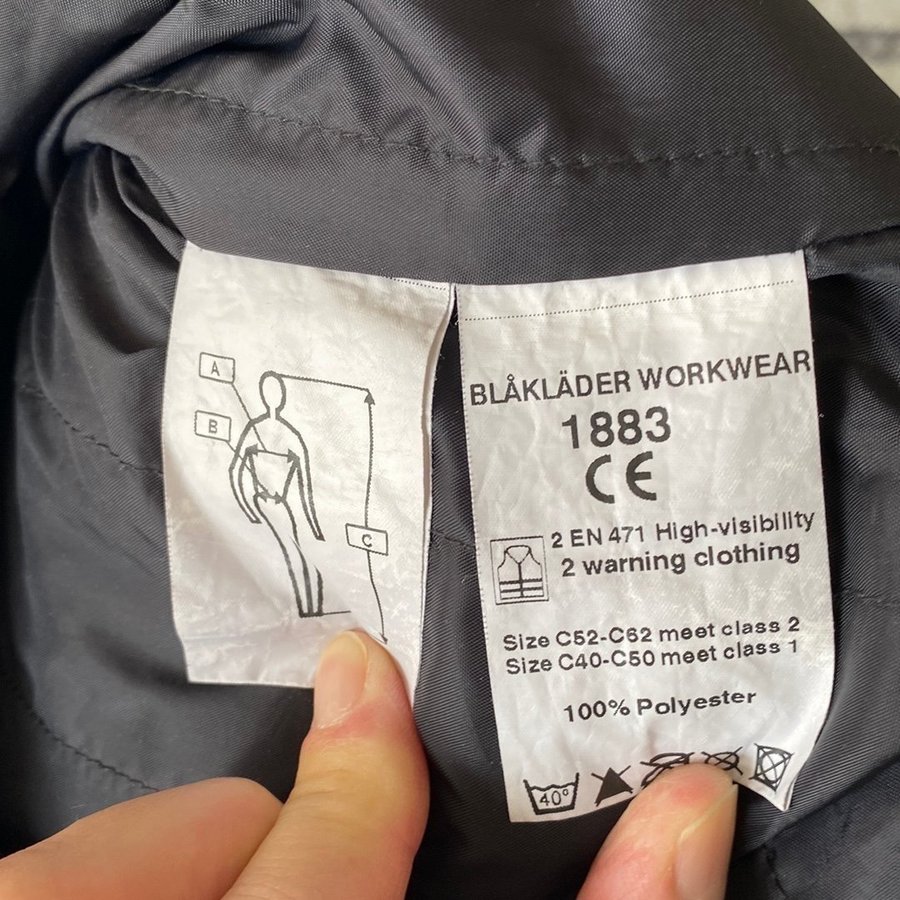 A
B
C
BLÅKLÄDER WORKWEAR
1883
CE
2 EN 471 High-visibility
2 warning clothing
Size C52-C62 meet class 2
Size C40-C50 meet class 1
100% Polyester
40°